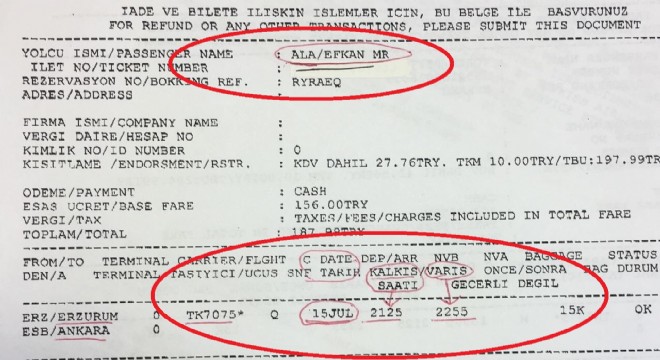 IADE VE BILETE ILISKIN ISLEMLER ICIN, BU BELGE ILE BASVURUNUZ
FOR REFUND OR ANY OTHER TRANSACTIONS, PLEASE SUBMIT THIS DOCUMENT
YOLCU ISMI/PASSENGER NAME : ALA/EFKAN MR
ILET NO/TICKET NUMBER :
REZERVASYON NO/BOKKING REF. : RYRAEQ
ADRES/ADDRESS :
FIRMA ISMI/COMPANY NAME :
VERGI DAIRE/HESAP NO :
KIMLIK NO/ID NUMBER : 0
KISITLAME /ENDORSMENT/RSTR. : KDV DAHIL 27.76TRY. TKM 10.00TRY/TBU:197.99TR
ODEME/PAYMENT : CASH
ESAS UCRET/BASE FARE : 156.00TRY
VERGI/TAX : TAXES/FEES/CHARGES INCLUDED IN TOTAL FARE
TOPLAM/TOTAL : 187.99TRY
FROM/TO TERMINAL CARRIER/FLGHT C DATE DEP/ARR NVB NVA BAGGAGE STATUS
DEN/A TERMINAL TASIYICI/UCUS SNF TARIH KALKIS/VARIS ONCE/SONRA BAG DURUM
SAATI GECERLI DEGIL
ERZ/ERZURUM 0 TK7075* Q 15JUL 2125 2255 15K OK
ESB/ANKARA 0